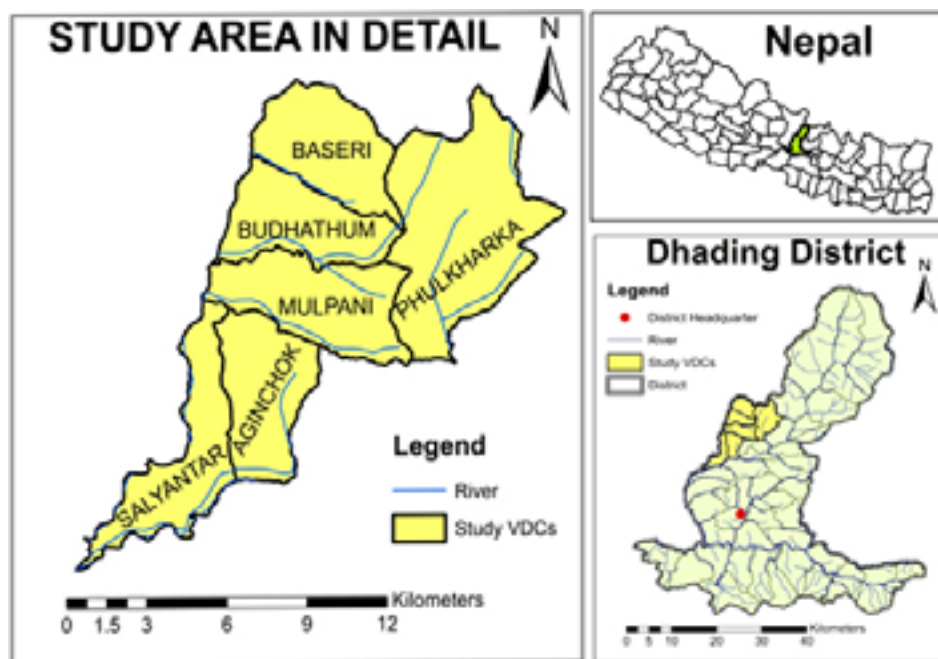 STUDY AREA IN DETAIL
N
BASERI
BUDHATHUM
PHULKHARKA
MULPANI
AGINCHOK
SALYANTAR
Legend
River
Study VDCs
Kilometers
0 1.5 3 6 9 12
Nepal
Dhading District
N
Legend
District Headquarter
River
Study VDCs
District
Kilometers
0 5 10 20 30 40